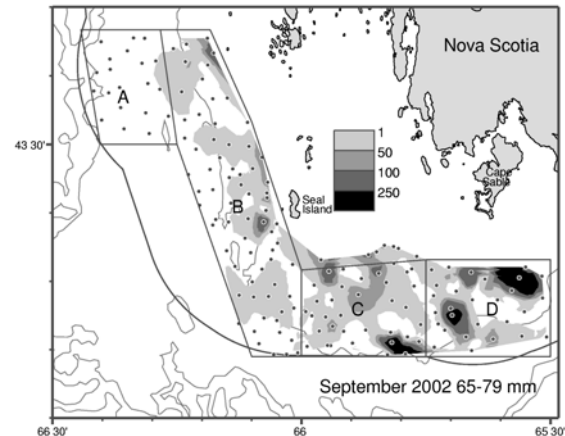 Nova Scotia
A
1
50
100
250
43 30
Cape
Sable
Seal
Island
B
C
D
September 2002 65-79 mm
66 30
66
65 30